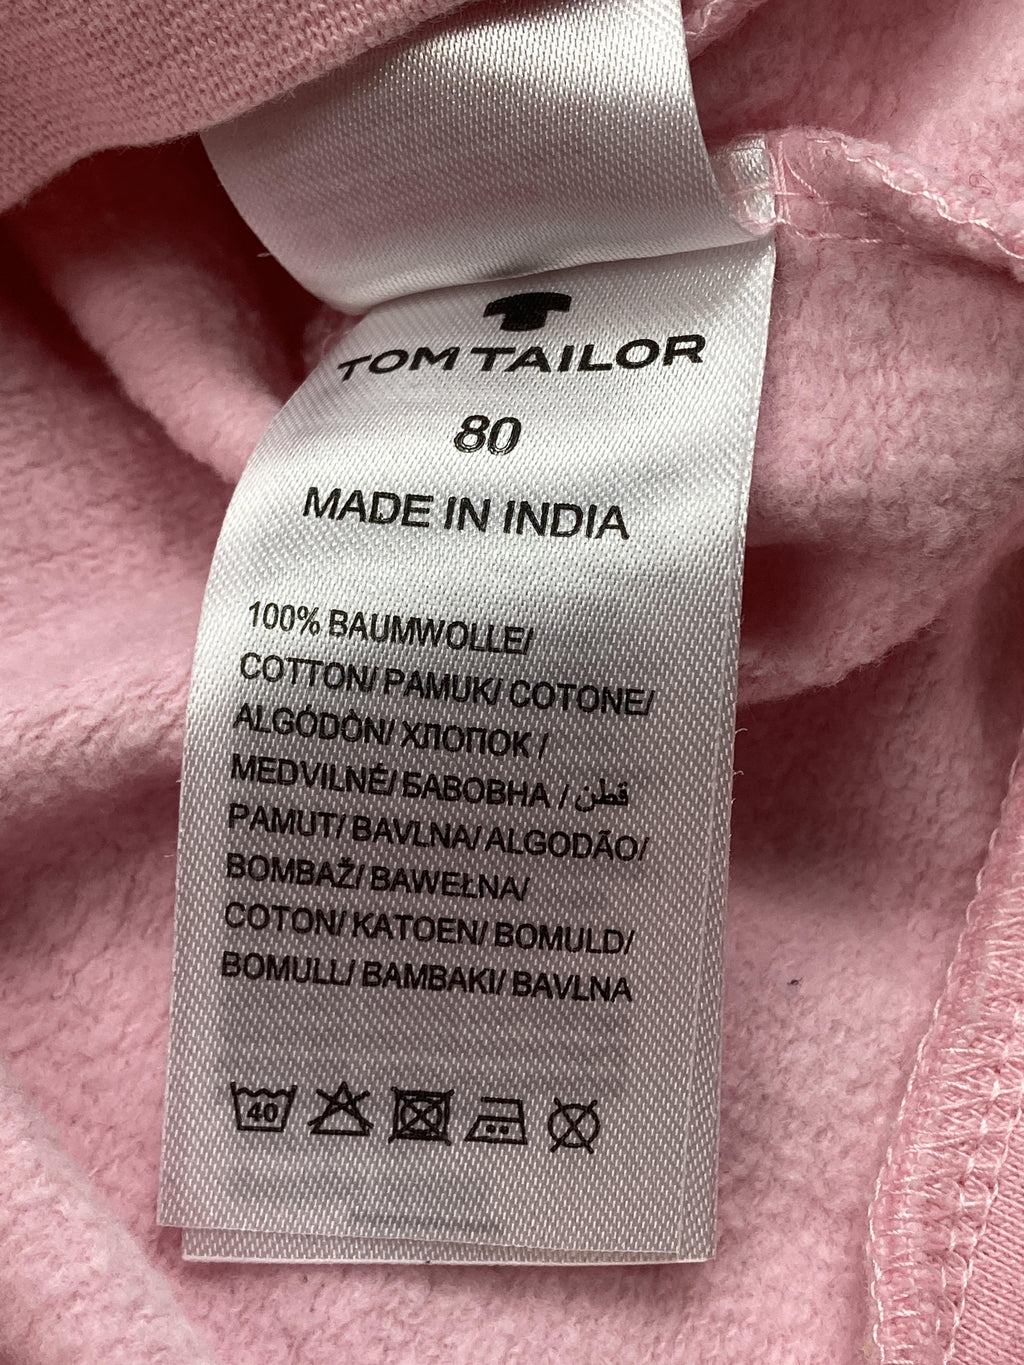 TOM TAILOR
80
MADE IN INDIA
100% BAUMWOLLE/
COTTON/ PAMUK/ COTONE/
ALGÓDÒN/ ХЛОПОК /
MEDVILNÉ/ БАВОВНА / قطن
PAMUT/ BAVLNA/ ALGODÃO/
BOMBAŽ/ BAWEŁNA/
COTON/ KATOEN/ BOMULD/
BOMULL/ BAMBAKI/ BAVLNA
40